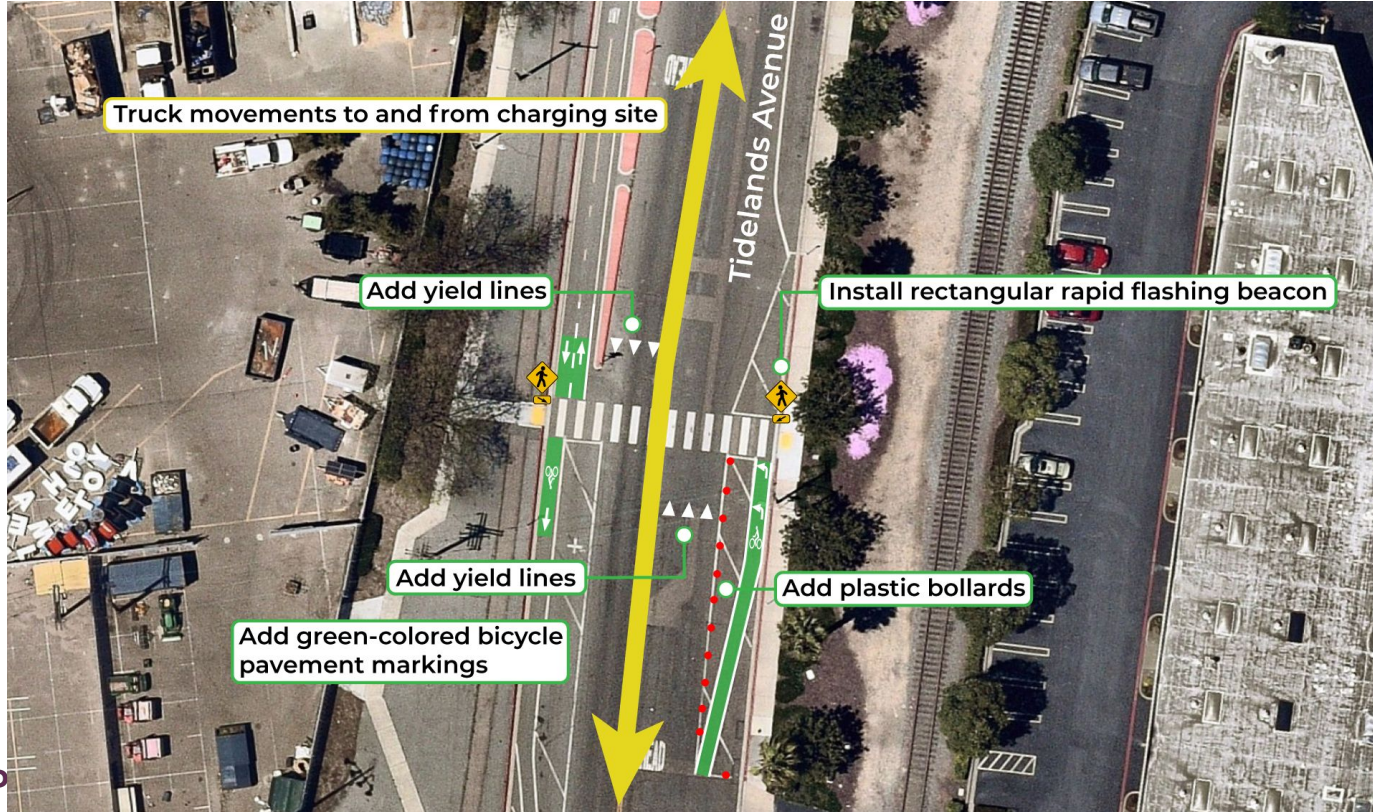 Tidelands Avenue
Truck movements to and from charging site
Add yield lines
Install rectangular rapid flashing beacon
Add yield lines
Add plastic bollards
Add green-colored bicycle
pavement markings